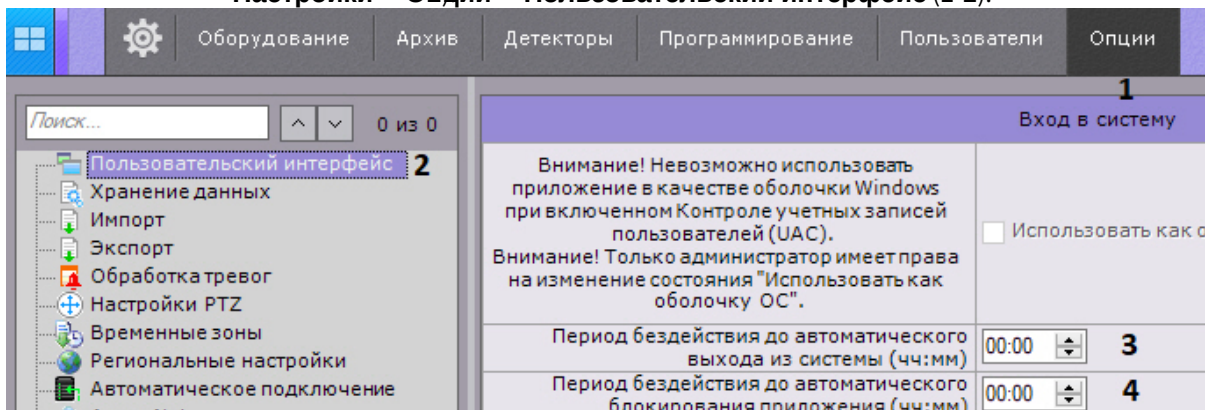 Оборудование Архив Детекторы Программирование Пользователи Опции
1
Поиск... 0 из 0
Пользовательский интерфейс 2
Хранение данных
Импорт
Экспорт
Обработка тревог
Настройки PTZ
Временные зоны
Региональные настройки
Автоматическое подключение
Вход в систему
Внимание! Невозможно использовать
приложение в качестве оболочки Windows
при включенном Контроле учетных записей
пользователей (UAC).
Внимание! Только администратор имеет права
на изменение состояния "Использовать как
оболочку ОС".
Использовать как
Период бездействия до автоматического
выхода из системы (чч:мм)
00:00 3
Период бездействия до автоматического
блокирования приложения (чч:мм)
00:00 4